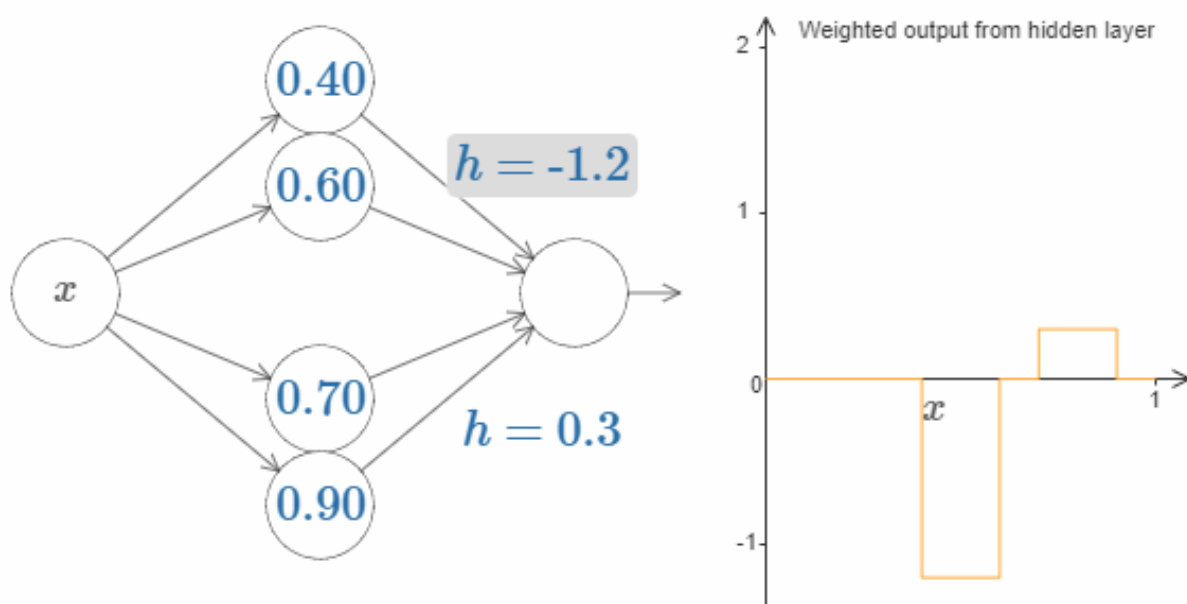 0.40
0.60
h = -1.2
x
0.70
h = 0.3
0.90
Weighted output from hidden layer
2
1
0
x
1
-1